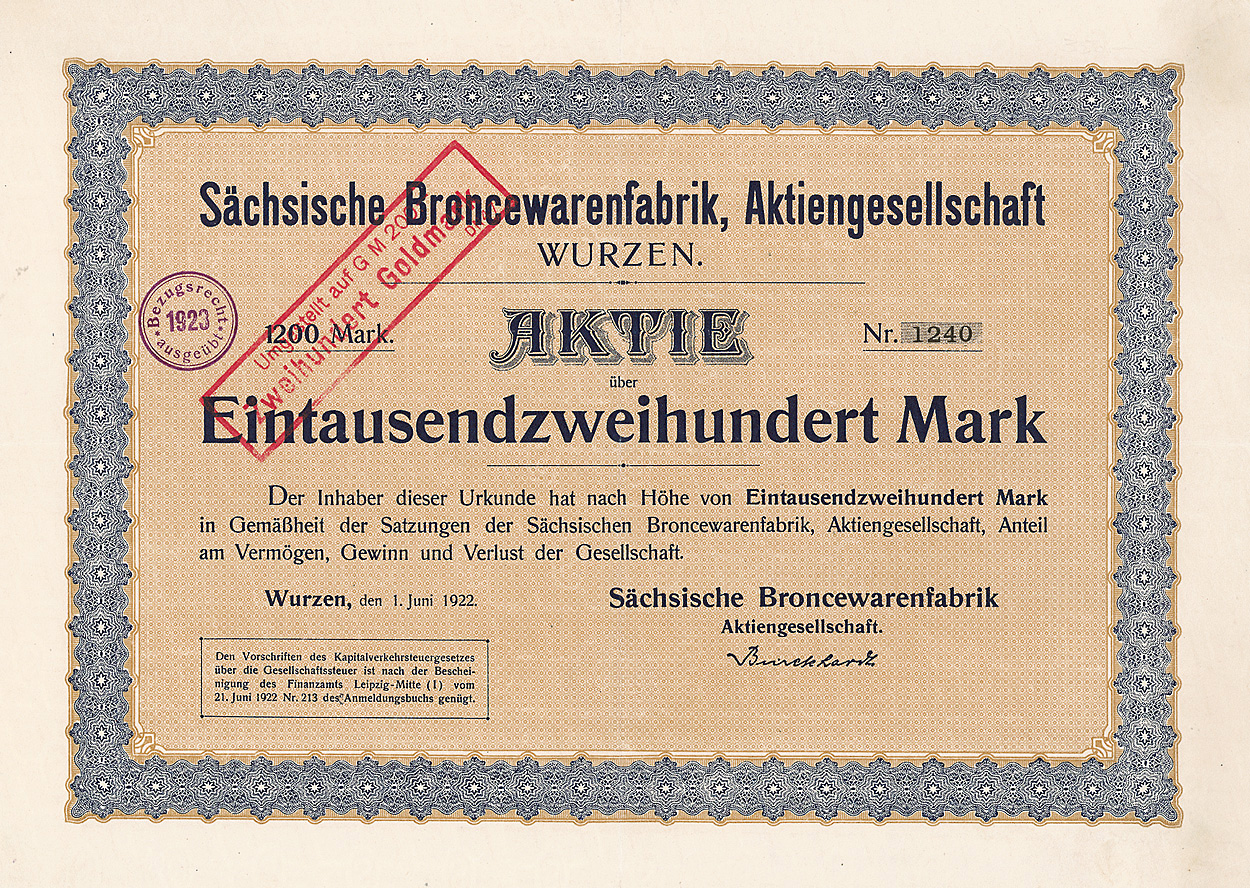 Sächsische Broncewarenfabrik, Aktiengesellschaft
WURZEN.
Umgestellt auf G M 200
Zweihundert Goldmark
Bezugsrecht
1923
ausgeübt
1200 Mark.
AKTIE
Nr. 1240
über
Eintausendzweihundert Mark
Der Inhaber dieser Urkunde hat nach Höhe von Eintausendzweihundert Mark
in Gemäßheit der Satzungen der Sächsischen Broncewarenfabrik, Aktiengesellschaft, Anteil
am Vermögen, Gewinn und Verlust der Gesellschaft.
Wurzen, den 1. Juni 1922.
Sächsische Broncewarenfabrik
Aktiengesellschaft.
Burckhardt
Den Vorschriften des Kapitalverkehrsteuergesetzes
über die Gesellschaftssteuer ist nach der Beschei-
nigung des Finanzamts Leipzig-Mitte (I) vom
21. Juni 1922 Nr. 213 des Anmeldungsbuchs genügt.